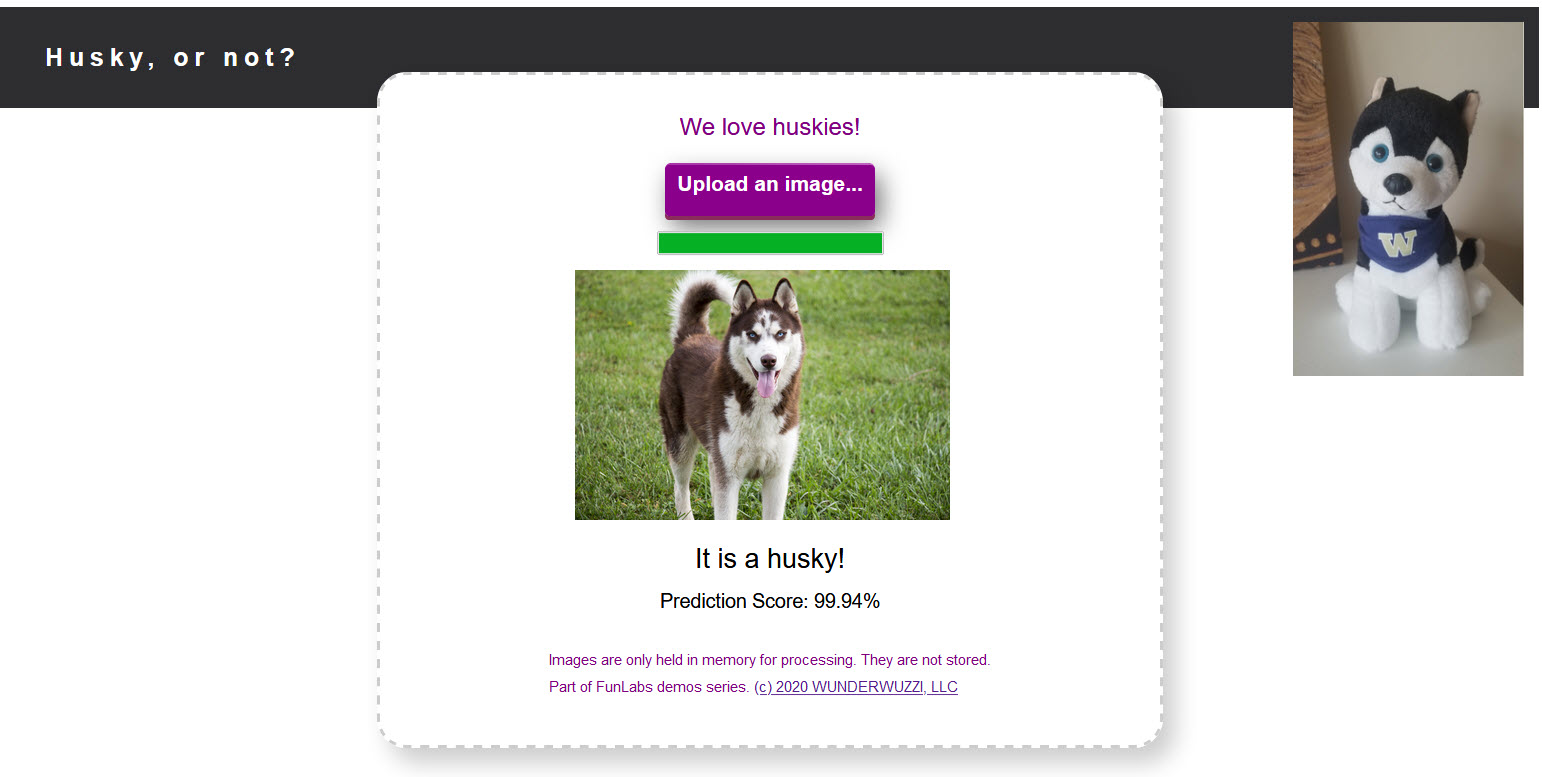 Husky, or not?
We love huskies!
Upload an image...
W
It is a husky!
Prediction Score: 99.94%
Images are only held in memory for processing. They are not stored.
Part of FunLabs demos series. (c) 2020 WUNDERWUZZI, LLC